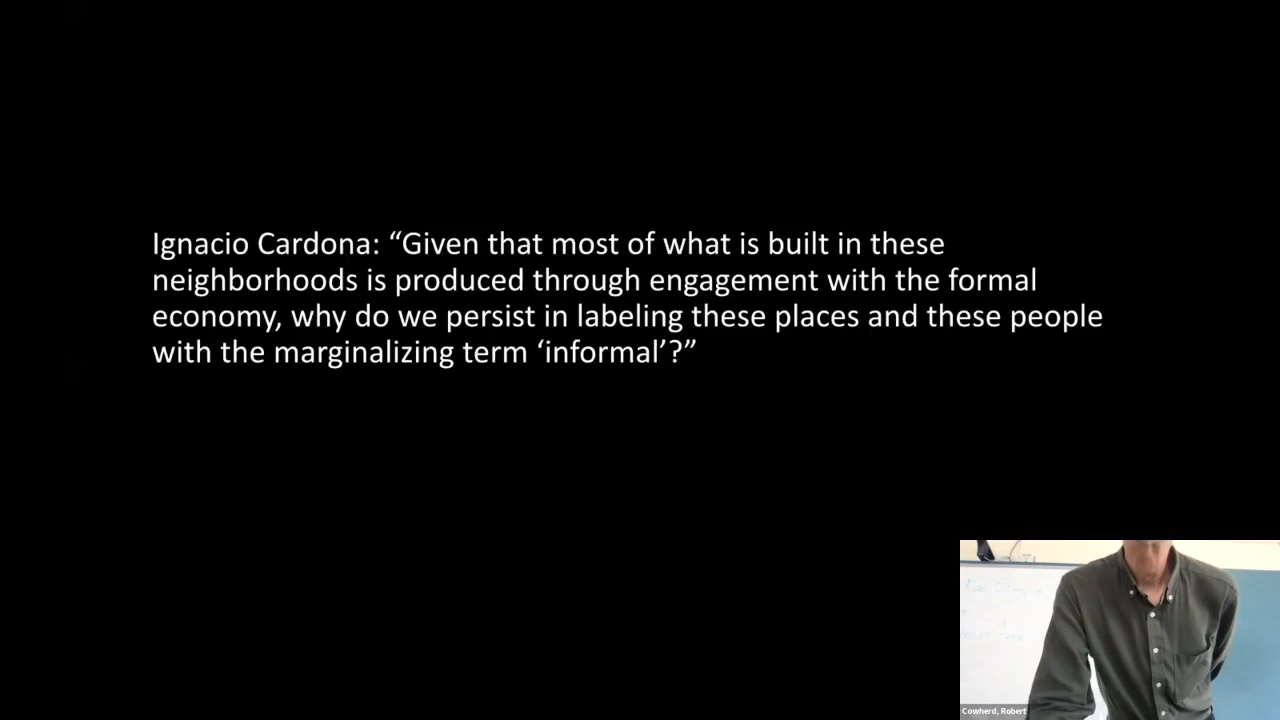 Ignacio Cardona: “Given that most of what is built in these
neighborhoods is produced through engagement with the formal
economy, why do we persist in labeling these places and these people
with the marginalizing term ‘informal’?”
Cowherd, Robert